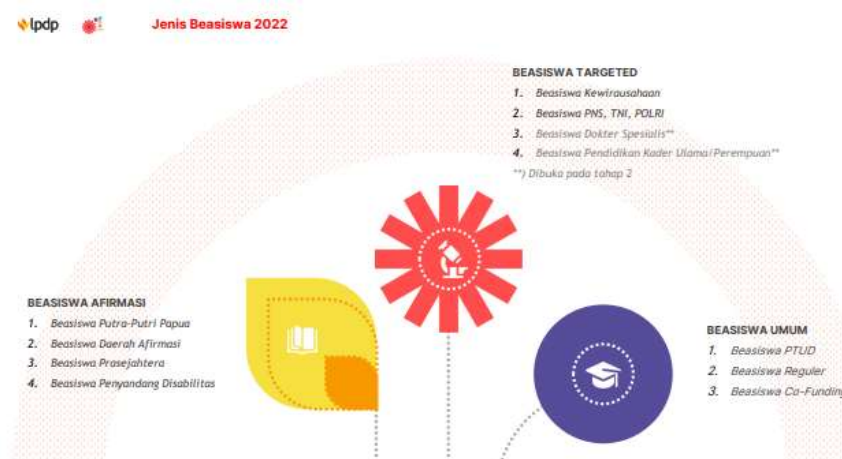 lpdp
Jenis Beasiswa 2022
BEASISWA TARGETED
1. Beasiswa Kewirausahaan
2. Beasiswa PNS, TNI, POLRI
3. Beasiswa Dokter Spesialis**
4. Beasiswa Pendidikan Kader Ulama/Perempuan**
**) Dibuka pada tahap 2
BEASISWA AFIRMASI
1. Beasiswa Putra-Putri Papua
2. Beasiswa Daerah Afirmasi
3. Beasiswa Prasejahtera
4. Beasiswa Penyandang Disabilitas
BEASISWA UMUM
1. Beasiswa PTUD
2. Beasiswa Reguler
3. Beasiswa Co-Funding